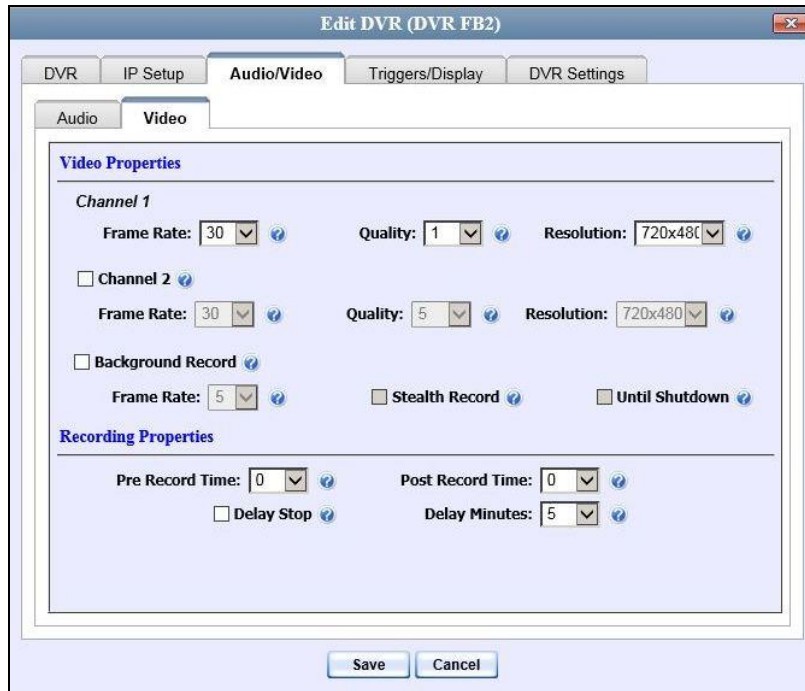 Edit DVR (DVR FB2)
DVR IP Setup Audio/Video Triggers/Display DVR Settings
Audio Video
Video Properties
Channel 1
Frame Rate: 30 Quality: 1 Resolution: 720x480
Channel 2
Frame Rate: 30 Quality: 5 Resolution: 720x480
Background Record
Frame Rate: 5 Stealth Record Until Shutdown
Recording Properties
Pre Record Time: 0 Post Record Time: 0
Delay Stop Delay Minutes: 5
Save Cancel